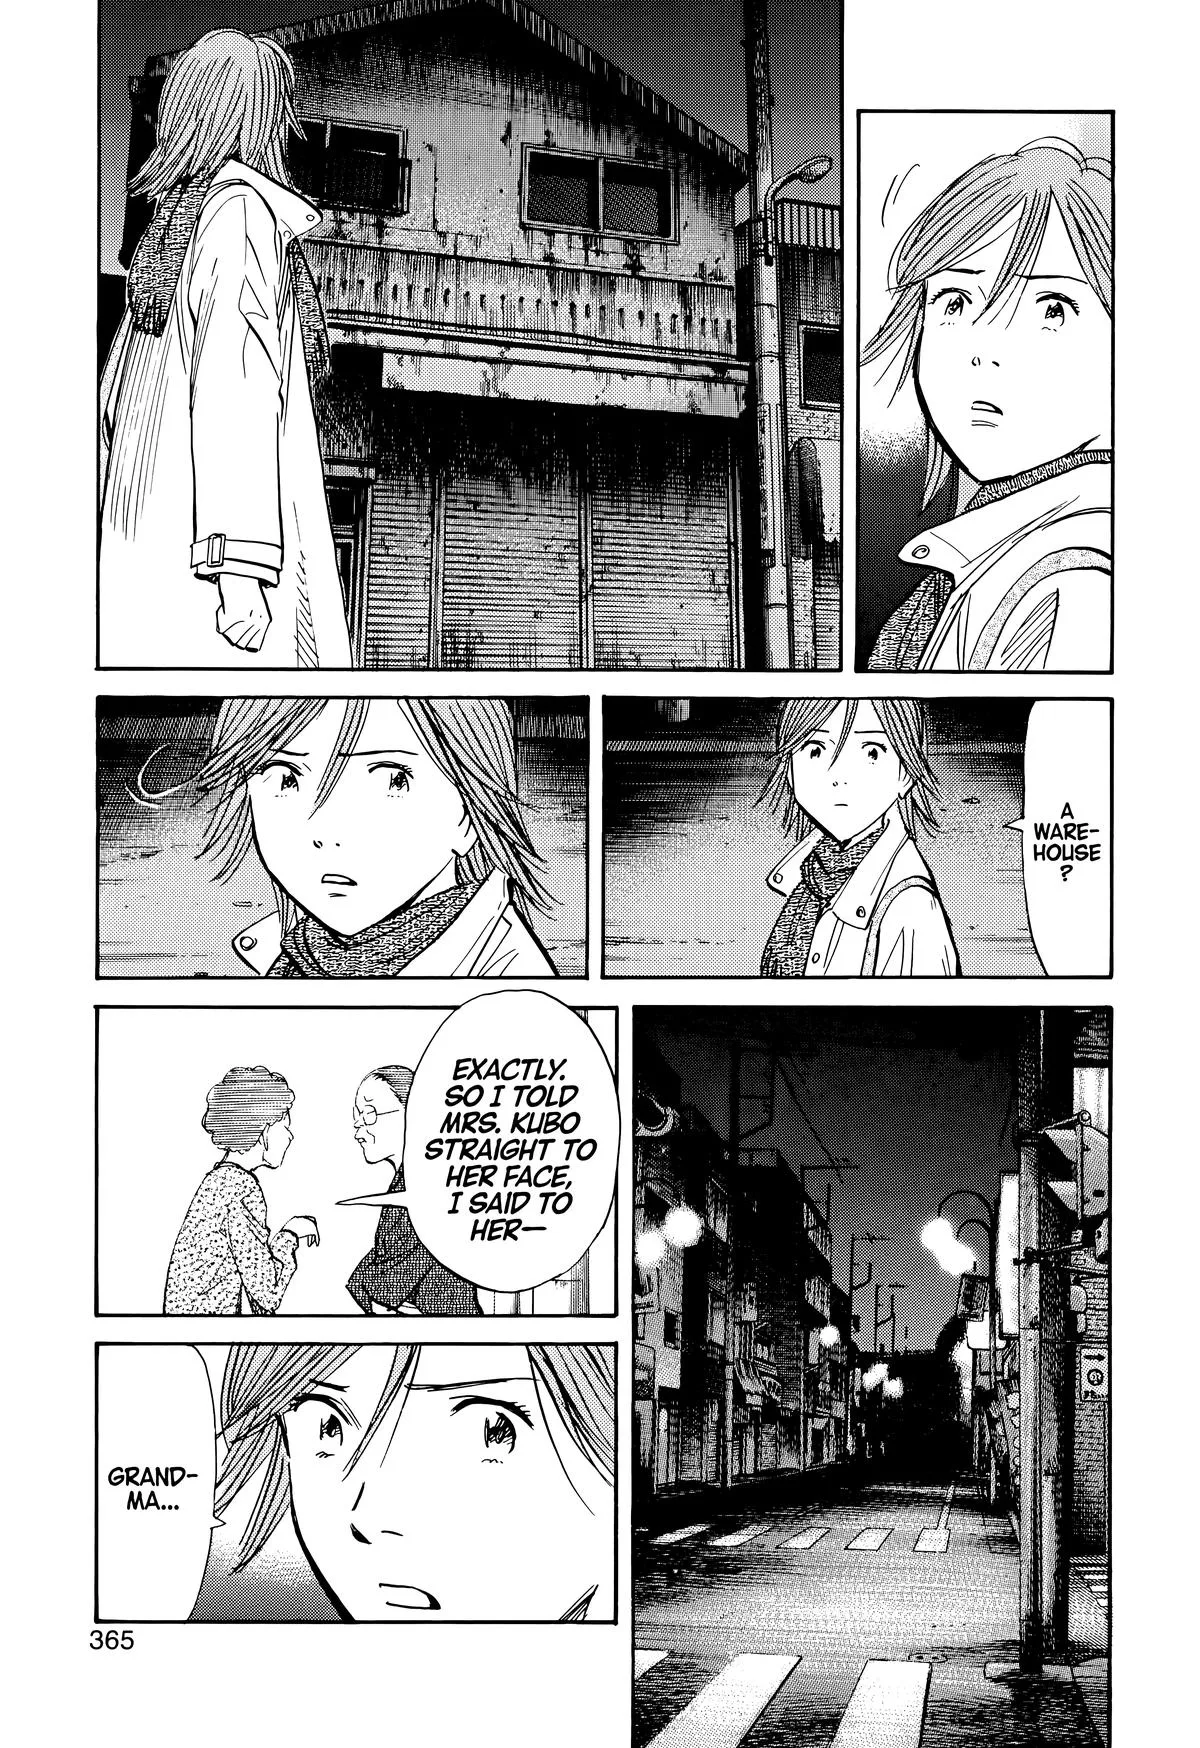 A
WARE-
HOUSE
?
EXACTLY.
SO I TOLD
MRS. KUBO
STRAIGHT TO
HER FACE,
I SAID TO
HER—
GRAND-
MA...
365